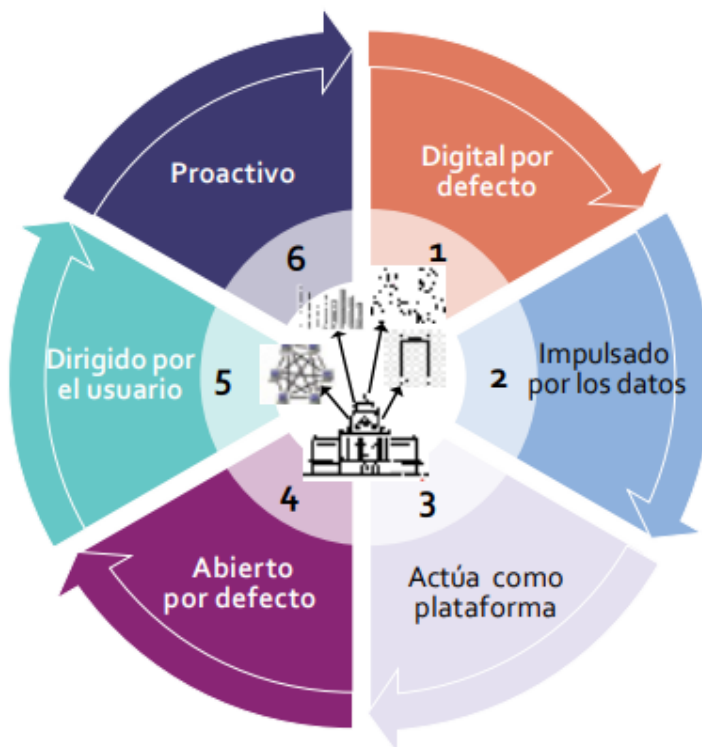 Digital por
defecto
1
Impulsado
por los datos
2
Actúa como
plataforma
3
Abierto
por defecto
4
Dirigido por
el usuario
5
Proactivo
6